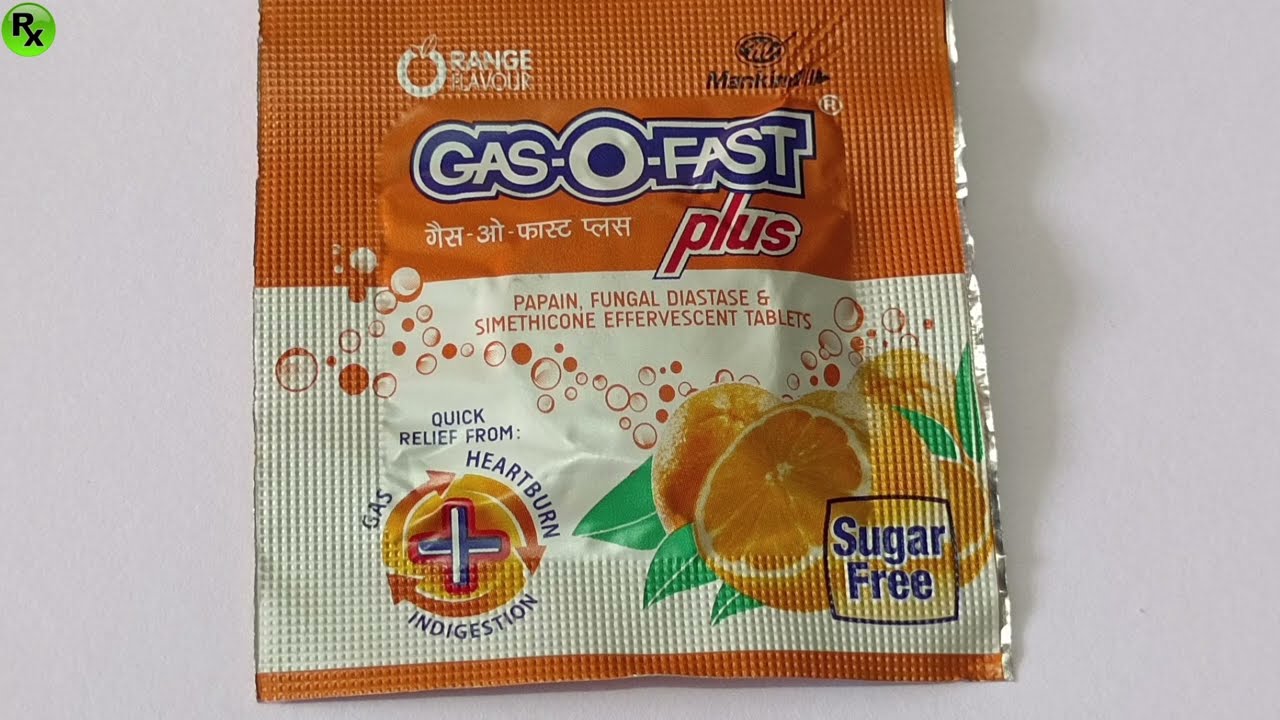 Rx
ORANGE
FLAVOUR
Mankind
GAS-O-FAST®
plus
गैस-ओ-फास्ट प्लस
PAPAIN, FUNGAL DIASTASE &
SIMETHICONE EFFERVESCENT TABLETS
QUICK
RELIEF FROM:
GAS
HEARTBURN
INDIGESTION
Sugar
Free